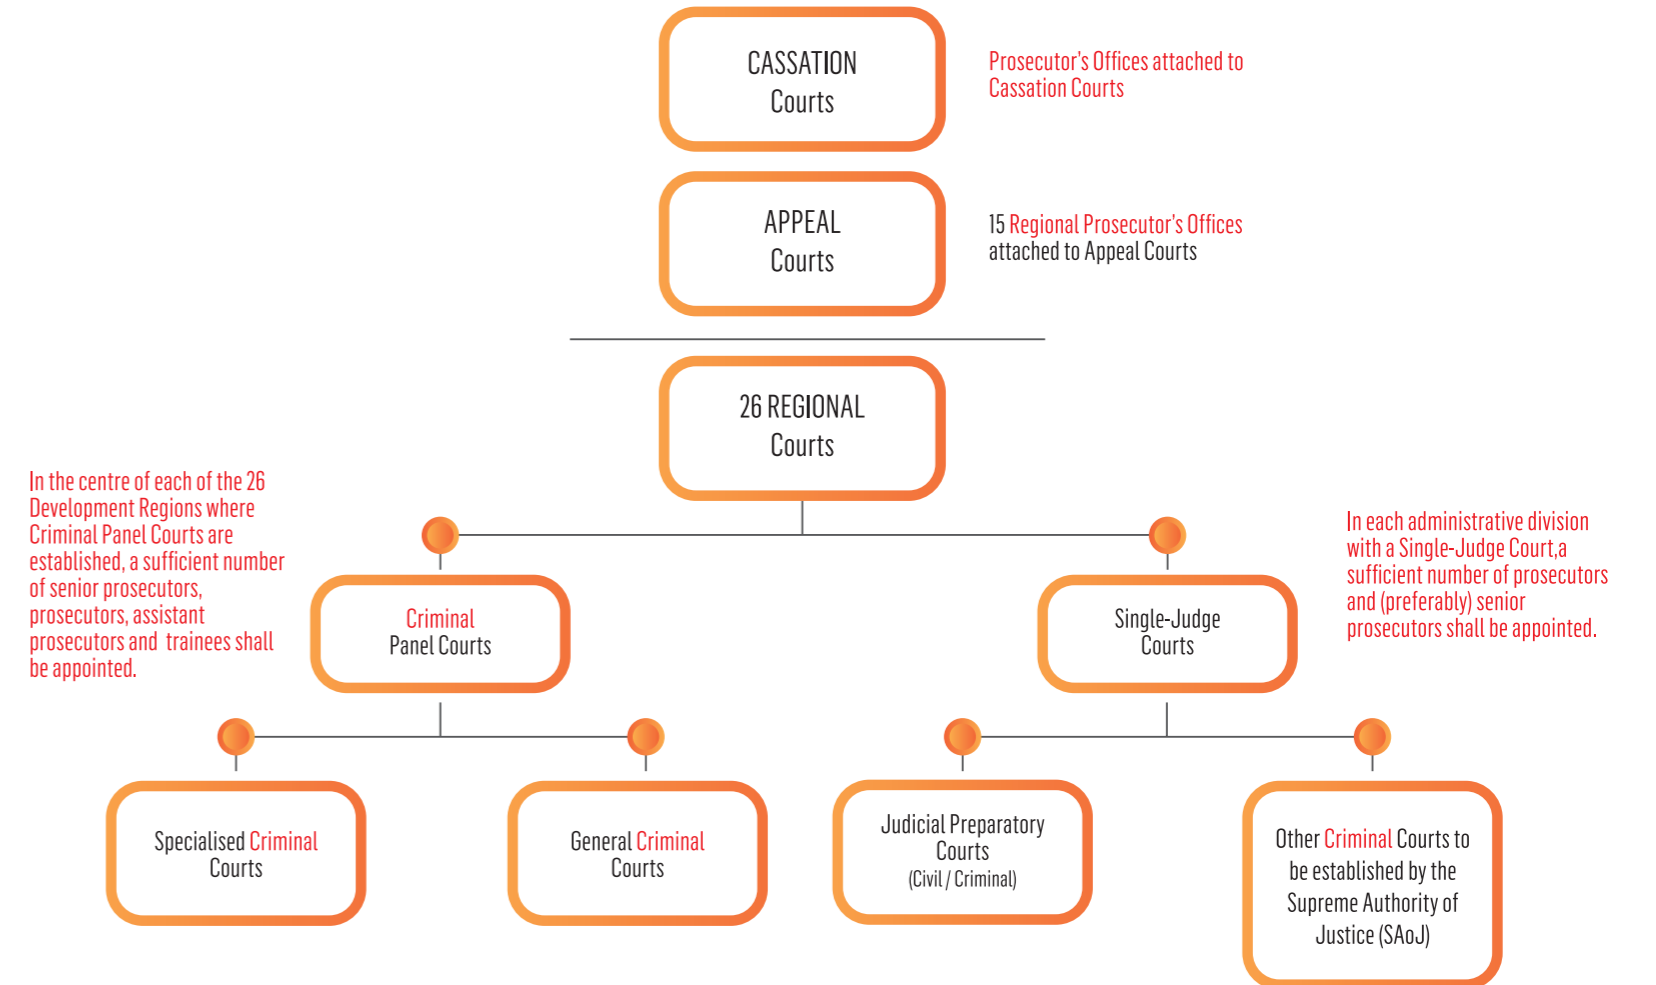 CASSATION
Courts
Prosecutor's Offices attached to
Cassation Courts
APPEAL
Courts
15 Regional Prosecutor's Offices
attached to Appeal Courts
26 REGIONAL
Courts
In the centre of each of the 26
Development Regions where
Criminal Panel Courts are
established, a sufficient number
of senior prosecutors,
prosecutors, assistant
prosecutors and trainees shall
be appointed.
Criminal
Panel Courts
Single-Judge
Courts
In each administrative division
with a Single-Judge Court,a
sufficient number of prosecutors
and (preferably) senior
prosecutors shall be appointed.
Specialised Criminal
Courts
General Criminal
Courts
Judicial Preparatory
Courts
(Civil / Criminal)
Other Criminal Courts to
be established by the
Supreme Authority of
Justice (SAoJ)